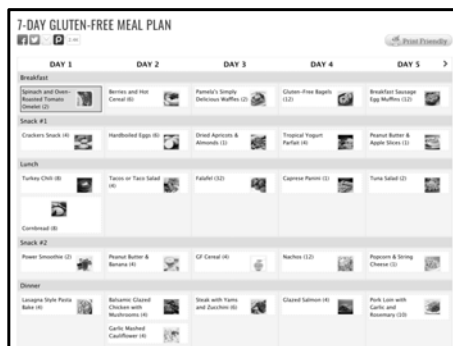 7-DAY GLUTEN-FREE MEAL PLAN
Print Friendly
DAY 1 DAY 2 DAY 3 DAY 4 DAY 5 >
Breakfast
Spinach and Oven-Roasted Tomato Omelet (2)
Berries and Hot Cereal (6)
Pamela's Simply Delicious Waffles (2)
Gluten-Free Bagels (12)
Breakfast Sausage Egg Muffins (12)
Snack #1
Crackers Snack (4)
Hardboiled Eggs (6)
Dried Apricots & Almonds (1)
Tropical Yogurt Parfait (4)
Peanut Butter & Apple Slices (1)
Lunch
Turkey Chili (8)
Tacos or Taco Salad (4)
Falafel (32)
Caprese Panini (1)
Tuna Salad (2)
Cornbread (8)
Snack #2
Power Smoothie (2)
Peanut Butter & Banana (4)
GF Cereal (4)
Nachos (12)
Popcorn & String Cheese (1)
Dinner
Lasagna Style Pasta Bake (4)
Balsamic Glazed Chicken with Mushrooms (4)
Steak with Yams and Zucchini (6)
Glazed Salmon (4)
Pork Loin with Garlic and Rosemary (10)
Garlic Mashed Cauliflower (4)